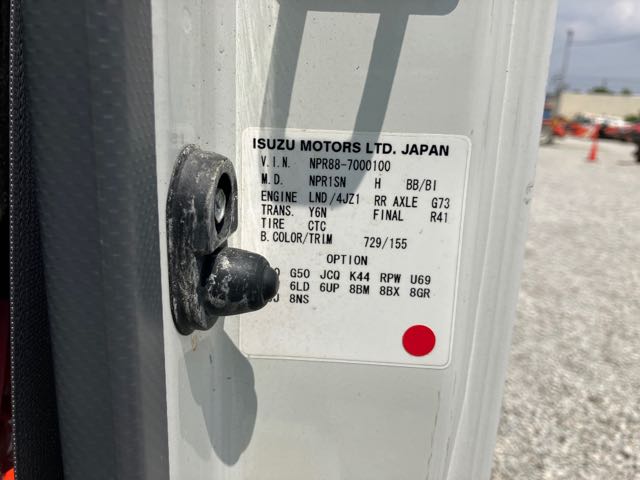 ISUZU MOTORS LTD. JAPAN
V.I.N. NPR88-7000100
M.D. NPR1SN H BB/BI
ENGINE LND/4JZ1 RR AXLE G73
TRANS. Y6N FINAL R41
TIRE CTC
B.COLOR/TRIM 729/155
OPTION
G50 JCQ K44 RPW U69
6LD 6UP 8BM 8BX 8GR
8NS